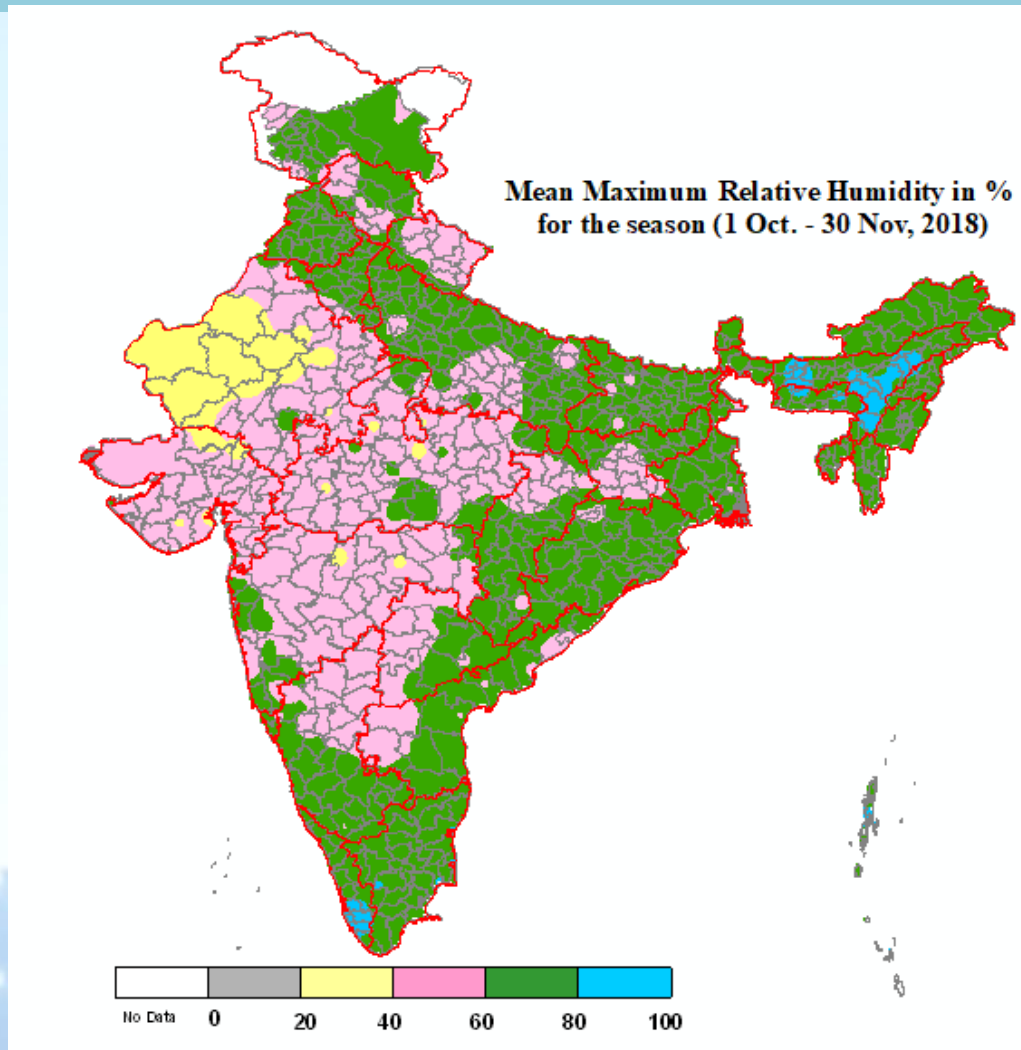 Mean Maximum Relative Humidity in %
for the season (1 Oct. - 30 Nov, 2018)
No Data 0 20 40 60 80 100